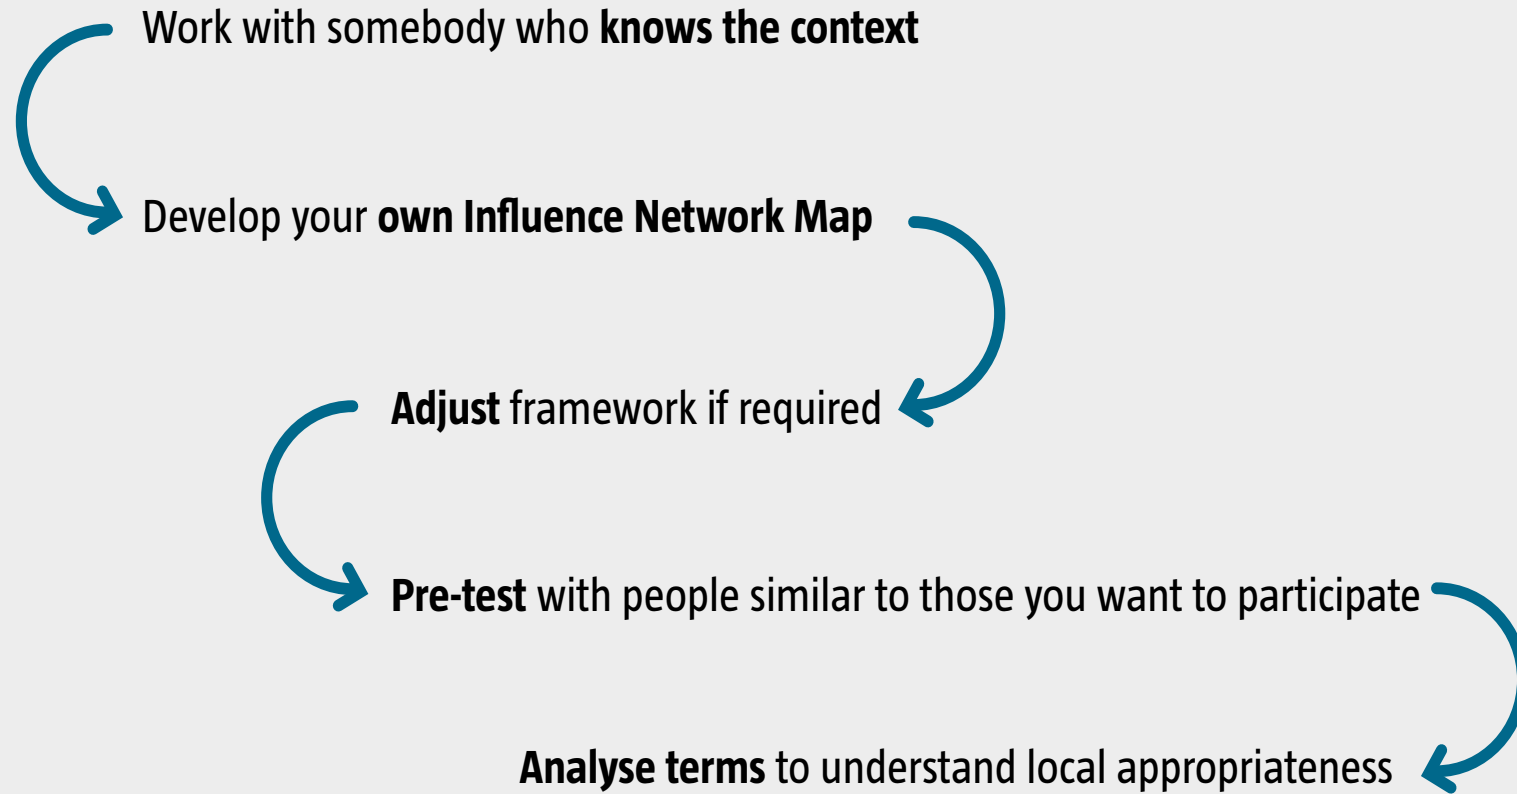 Work with somebody who knows the context
Develop your own Influence Network Map
Adjust framework if required
Pre-test with people similar to those you want to participate
Analyse terms to understand local appropriateness